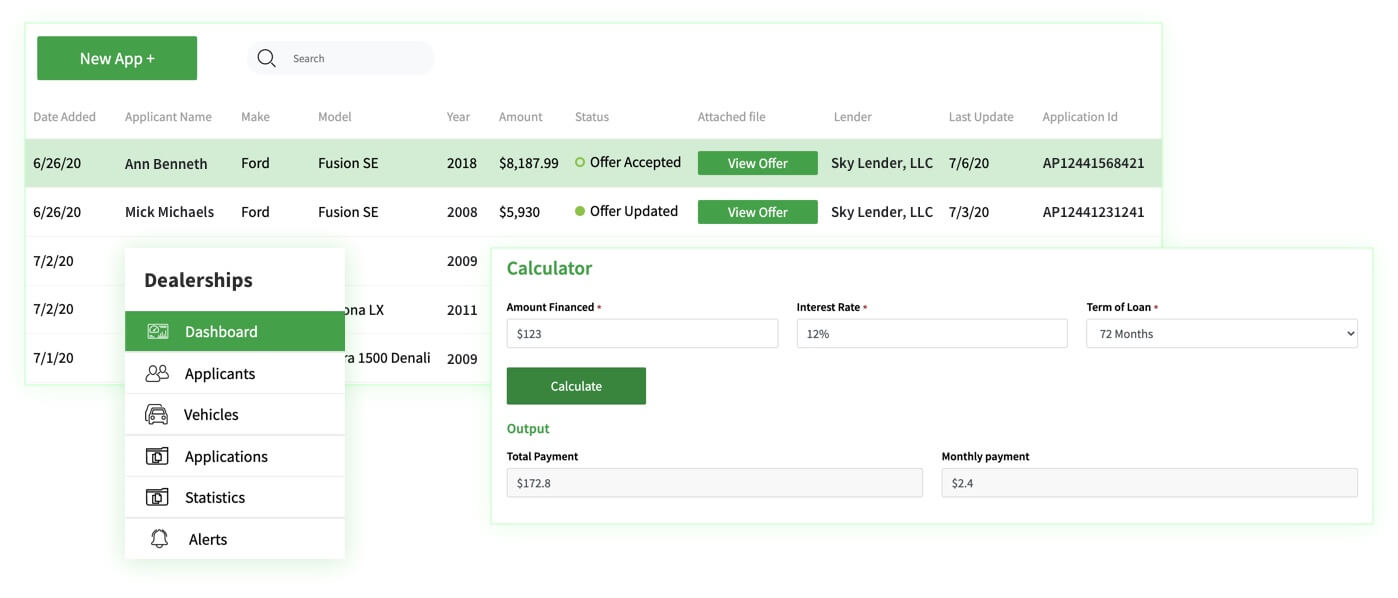 New App +
Search
Date Added Applicant Name Make Model Year Amount Status Attached file Lender Last Update Application Id
6/26/20 Ann Benneth Ford Fusion SE 2018 $8,187.99 Offer Accepted View Offer Sky Lender, LLC 7/6/20 AP12441568421
6/26/20 Mick Michaels Ford Fusion SE 2008 $5,930 Offer Updated View Offer Sky Lender, LLC 7/3/20 AP12441231241
7/2/20 2009
7/2/20 LX 2011
7/1/20 1500 Denali 2009
Dealerships
Dashboard
Applicants
Vehicles
Applications
Statistics
Alerts
Calculator
Amount Financed * Interest Rate * Term of Loan *
$123 12% 72 Months
Calculate
Output
Total Payment Monthly payment
$172.8 $2.4